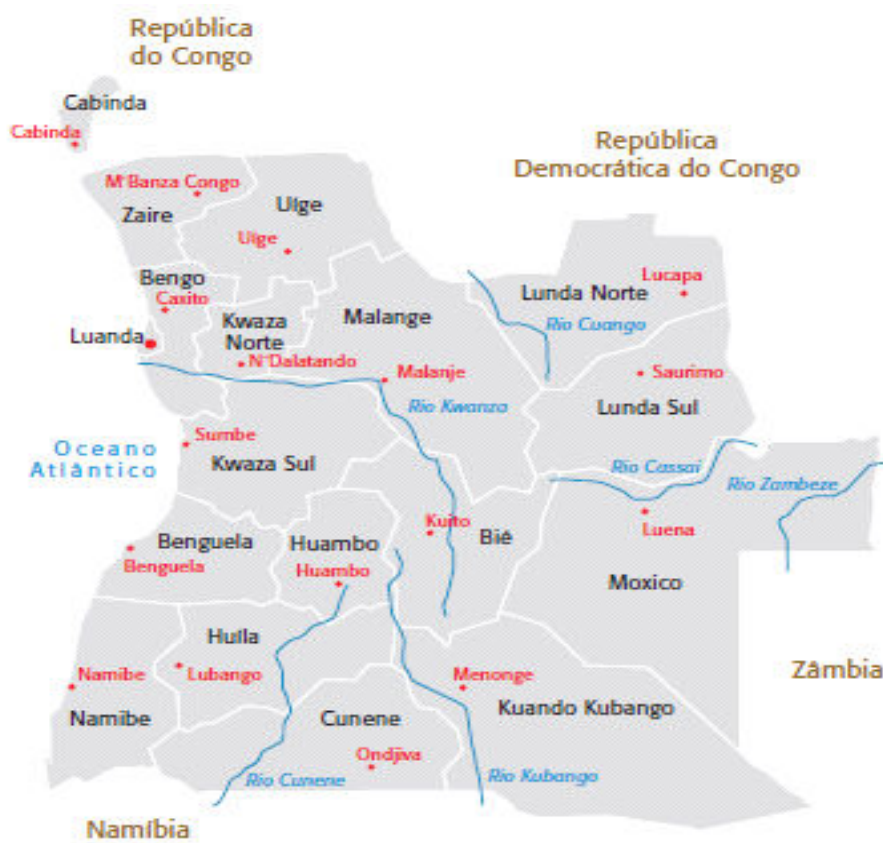 República
do Congo
Cabinda
Cabinda
República
Democrática do Congo
M'Banza Congo
Zaire
Ulge
Ulge
Bengo
Caxito
Luanda
Kwaza
Norte
N'Dalatando
Malange
Malanje
Lunda Norte
Lucapa
Rio Cuango
Saurimo
Lunda Sul
Rio Kwanza
Oceano
Atlântico
Sumbe
Kwaza Sul
Rio Cassai
Rio Zambeze
Luena
Moxico
Benguela
Benguela
Huambo
Huambo
Kuito
Bié
Huíla
Lubango
Namibe
Namibe
Cunene
Ondjiva
Menonge
Kuando Kubango
Zâmbia
Rio Cunene
Rio Kubango
Namíbia